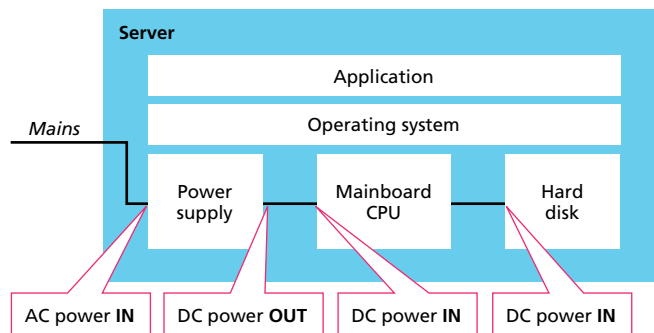 Server
Application
Operating system
Mains
Power
supply
Mainboard
CPU
Hard
disk
AC power IN
DC power OUT
DC power IN
DC power IN